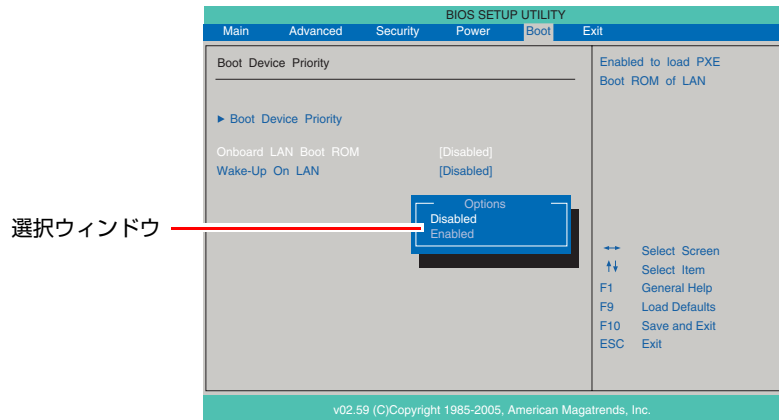 BIOS SETUP UTILITY
Main Advanced Security Power Boot Exit
Boot Device Priority
► Boot Device Priority
Onboard LAN Boot ROM [Disabled]
Wake-Up On LAN [Disabled]
Options
Disabled
Enabled
選択ウィンドウ
Enabled to load PXE
Boot ROM of LAN
↔ Select Screen
↑↓ Select Item
F1 General Help
F9 Load Defaults
F10 Save and Exit
ESC Exit
v02.59 (C)Copyright 1985-2005, American Magatrends, Inc.